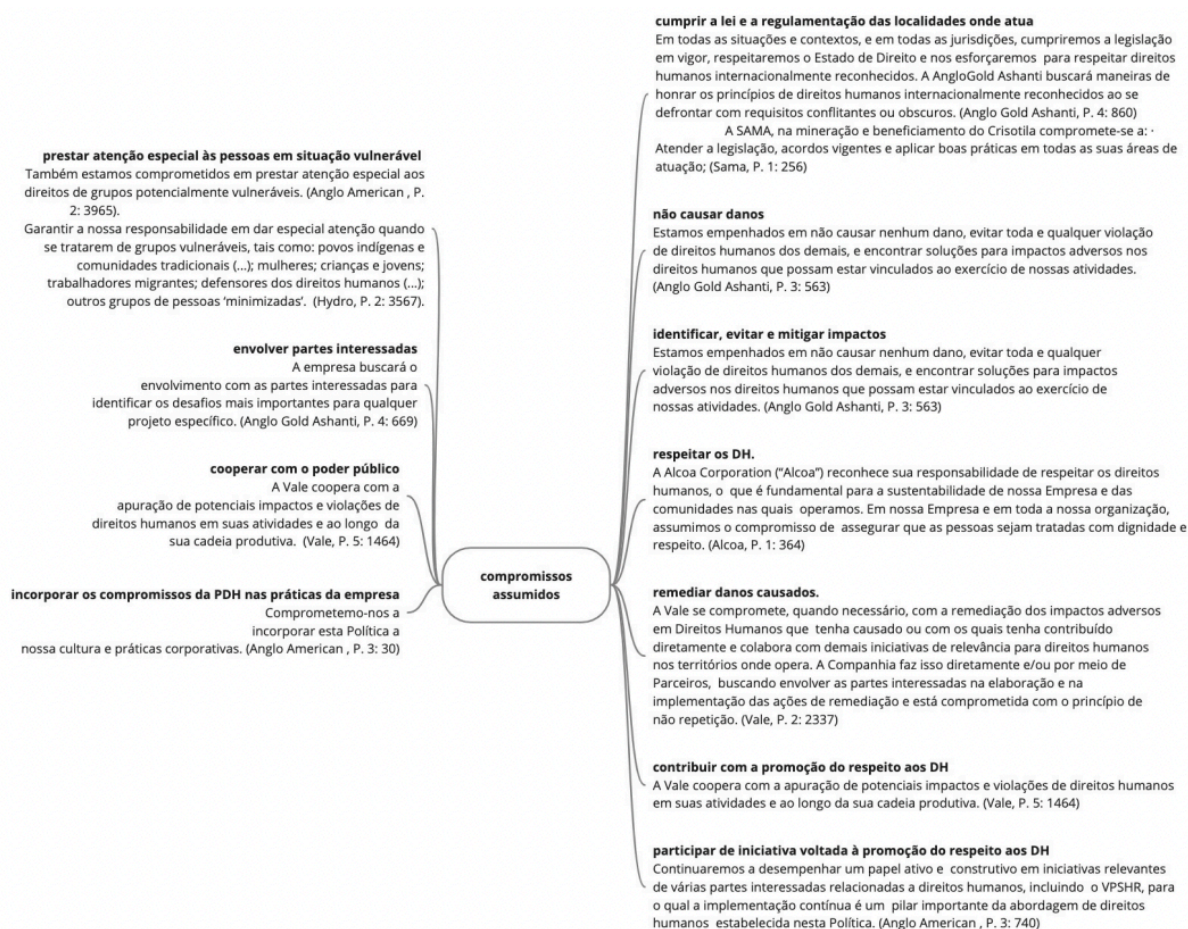 cumprir a lei e a regulamentação das localidades onde atua
Em todas as situações e contextos, e em todas as jurisdições, cumpriremos a legislação
em vigor, respeitaremos o Estado de Direito e nos esforçaremos para respeitar direitos
humanos internacionalmente reconhecidos. A AngloGold Ashanti buscará maneiras de
honrar os princípios de direitos humanos internacionalmente reconhecidos ao se
defrontar com requisitos conflitantes ou obscuros. (Anglo Gold Ashanti, P. 4: 860)
A SAMA, na mineração e beneficiamento do Crisotila compromete-se a: ·
Atender a legislação, acordos vigentes e aplicar boas práticas em todas as suas áreas de
atuação; (Sama, P. 1: 256)
não causar danos
Estamos empenhados em não causar nenhum dano, evitar toda e qualquer violação
de direitos humanos dos demais, e encontrar soluções para impactos adversos nos
direitos humanos que possam estar vinculados ao exercício de nossas atividades.
(Anglo Gold Ashanti, P. 3: 563)
identificar, evitar e mitigar impactos
Estamos empenhados em não causar nenhum dano, evitar toda e qualquer
violação de direitos humanos dos demais, e encontrar soluções para impactos
adversos nos direitos humanos que possam estar vinculados ao exercício de
nossas atividades. (Anglo Gold Ashanti, P. 3: 563)
respeitar os DH.
A Alcoa Corporation ("Alcoa") reconhece sua responsabilidade de respeitar os direitos
humanos, o que é fundamental para a sustentabilidade de nossa Empresa e das
comunidades nas quais operamos. Em nossa Empresa e em toda a nossa organização,
assumimos o compromisso de assegurar que as pessoas sejam tratadas com dignidade e
respeito. (Alcoa, P. 1: 364)
remediar danos causados.
A Vale se compromete, quando necessário, com a remediação dos impactos adversos
em Direitos Humanos que tenha causado ou com os quais tenha contribuído
diretamente e colabora com demais iniciativas de relevância para direitos humanos
nos territórios onde opera. A Companhia faz isso diretamente e/ou por meio de
Parceiros, buscando envolver as partes interessadas na elaboração e na
implementação das ações de remediação e está comprometida com o princípio de
não repetição. (Vale, P. 2: 2337)
contribuir com a promoção do respeito aos DH
A Vale coopera com a apuração de potenciais impactos e violações de direitos humanos
em suas atividades e ao longo da sua cadeia produtiva. (Vale, P. 5: 1464)
participar de iniciativa voltada à promoção do respeito aos DH
Continuaremos a desempenhar um papel ativo e construtivo em iniciativas relevantes
de várias partes interessadas relacionadas a direitos humanos, incluindo o VPSHR, para
o qual a implementação contínua é um pilar importante da abordagem de direitos
humanos estabelecida nesta Política. (Anglo American , P. 3: 740)
prestar atenção especial às pessoas em situação vulnerável
Também estamos comprometidos em prestar atenção especial aos
direitos de grupos potencialmente vulneráveis. (Anglo American , P.
2: 3965).
Garantir a nossa responsabilidade em dar especial atenção quando
se tratarem de grupos vulneráveis, tais como: povos indígenas e
comunidades tradicionais (...); mulheres; crianças e jovens;
trabalhadores migrantes; defensores dos direitos humanos (...);
outros grupos de pessoas 'minimizadas'. (Hydro, P. 2: 3567).
envolver partes interessadas
A empresa buscará o
envolvimento com as partes interessadas para
identificar os desafios mais importantes para qualquer
projeto específico. (Anglo Gold Ashanti, P. 4: 669)
cooperar com o poder público
A Vale coopera com a
apuração de potenciais impactos e violações de
direitos humanos em suas atividades e ao longo da
sua cadeia produtiva. (Vale, P. 5: 1464)
incorporar os compromissos da PDH nas práticas da empresa
Comprometemo-nos a
incorporar esta Política a
nossa cultura e práticas corporativas. (Anglo American , P. 3: 30)
compromissos
assumidos